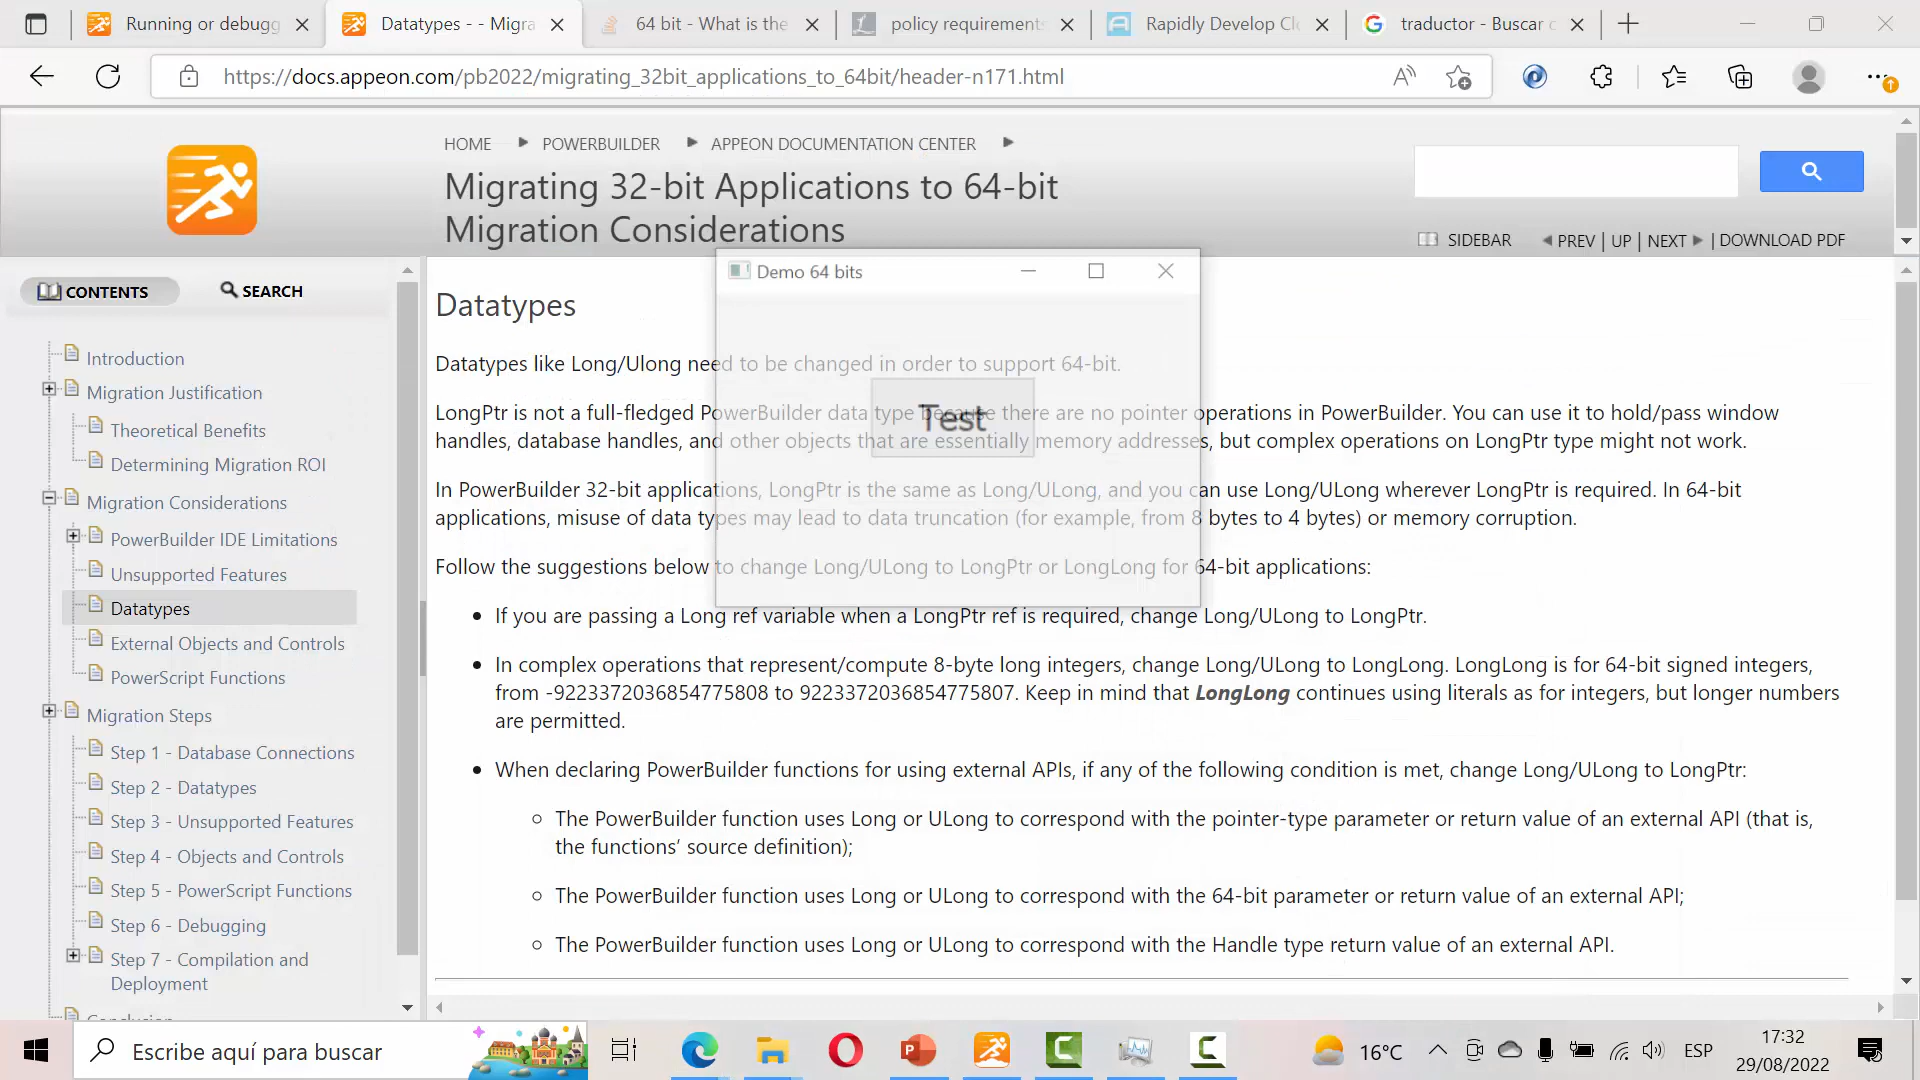 Running or debugg
Datatypes - - Migra
64 bit - What is the
policy requirements
Rapidly Develop Cl
traductor - Buscar c
https://docs.appeon.com/pb2022/migrating_32bit_applications_to_64bit/header-n171.html
HOME
POWERBUILDER
APPEON DOCUMENTATION CENTER
Migrating 32-bit Applications to 64-bit
Migration Considerations
SIDEBAR
PREV | UP | NEXT
| DOWNLOAD PDF
CONTENTS
SEARCH
Introduction
Migration Justification
Theoretical Benefits
Determining Migration ROI
Migration Considerations
PowerBuilder IDE Limitations
Unsupported Features
Datatypes
External Objects and Controls
PowerScript Functions
Migration Steps
Step 1 - Database Connections
Step 2 - Datatypes
Step 3 - Unsupported Features
Step 4 - Objects and Controls
Step 5 - PowerScript Functions
Step 6 - Debugging
Step 7 - Compilation and
Deployment
Conclusion
Demo 64 bits
Test
Datatypes
Datatypes like Long/Ulong need to be changed in order to support 64-bit.
LongPtr is not a full-fledged PowerBuilder data type because there are no pointer operations in PowerBuilder. You can use it to hold/pass window
handles, database handles, and other objects that are essentially memory addresses, but complex operations on LongPtr type might not work.
In PowerBuilder 32-bit applications, LongPtr is the same as Long/ULong, and you can use Long/ULong wherever LongPtr is required. In 64-bit
applications, misuse of data types may lead to data truncation (for example, from 8 bytes to 4 bytes) or memory corruption.
Follow the suggestions below to change Long/ULong to LongPtr or LongLong for 64-bit applications:
If you are passing a Long ref variable when a LongPtr ref is required, change Long/ULong to LongPtr.
In complex operations that represent/compute 8-byte long integers, change Long/ULong to LongLong. LongLong is for 64-bit signed integers,
from -9223372036854775808 to 9223372036854775807. Keep in mind that LongLong continues using literals as for integers, but longer numbers
are permitted.
When declaring PowerBuilder functions for using external APIs, if any of the following condition is met, change Long/ULong to LongPtr:
The PowerBuilder function uses Long or ULong to correspond with the pointer-type parameter or return value of an external API (that is,
the functions’ source definition);
The PowerBuilder function uses Long or ULong to correspond with the 64-bit parameter or return value of an external API;
The PowerBuilder function uses Long or ULong to correspond with the Handle type return value of an external API.
Escribe aquí para buscar
16°C
ESP
17:32
29/08/2022